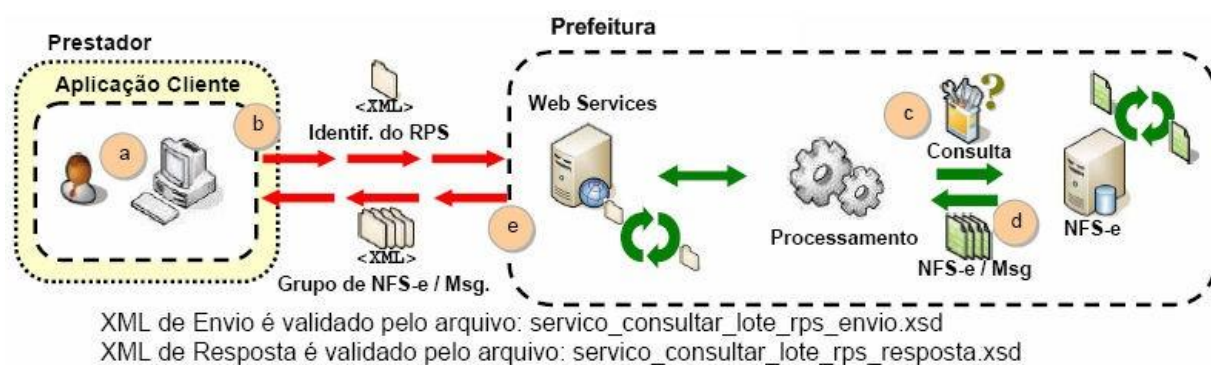 Prestador
Prefeitura
Aplicação Cliente
a
b
<XML>
Identif. do RPS
Web Services
c
?
Consulta
e
Processamento
d
NFS-e / Msg
NFS-e
<XML>
Grupo de NFS-e / Msg.
XML de Envio é validado pelo arquivo: servico_consultar_lote_rps_envio.xsd
XML de Resposta é validado pelo arquivo: servico_consultar_lote_rps_resposta.xsd